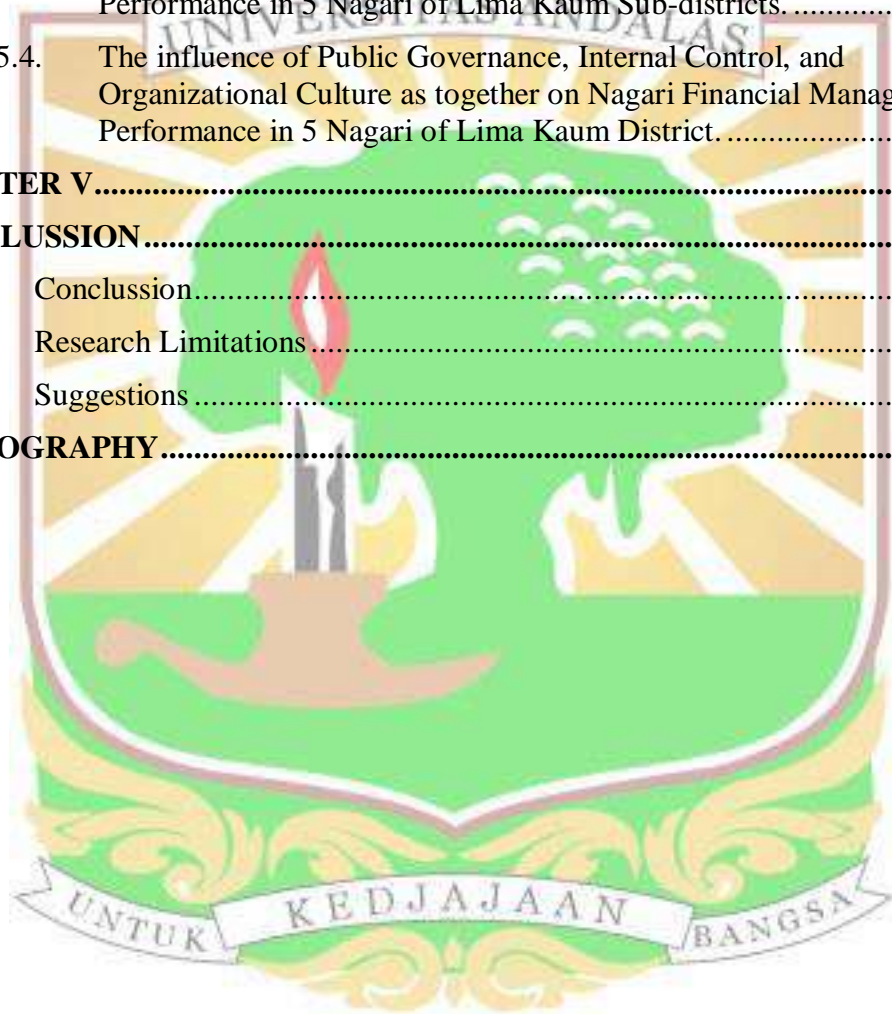 Performance in 5 Nagari of Lima Kaum Sub-districts. ..............
UNIVERSITAS ANDALAS
5.4. The influence of Public Governance, Internal Control, and
Organizational Culture as together on Nagari Financial Manag
Performance in 5 Nagari of Lima Kaum District. .....................
TER V..........................................................................................
LUSSION.....................................................................................
Conclussion.................................................................................
Research Limitations...................................................................
Suggestions .................................................................................
OGRAPHY..................................................................................
UNTUK KEDJAJAAN BANGSA